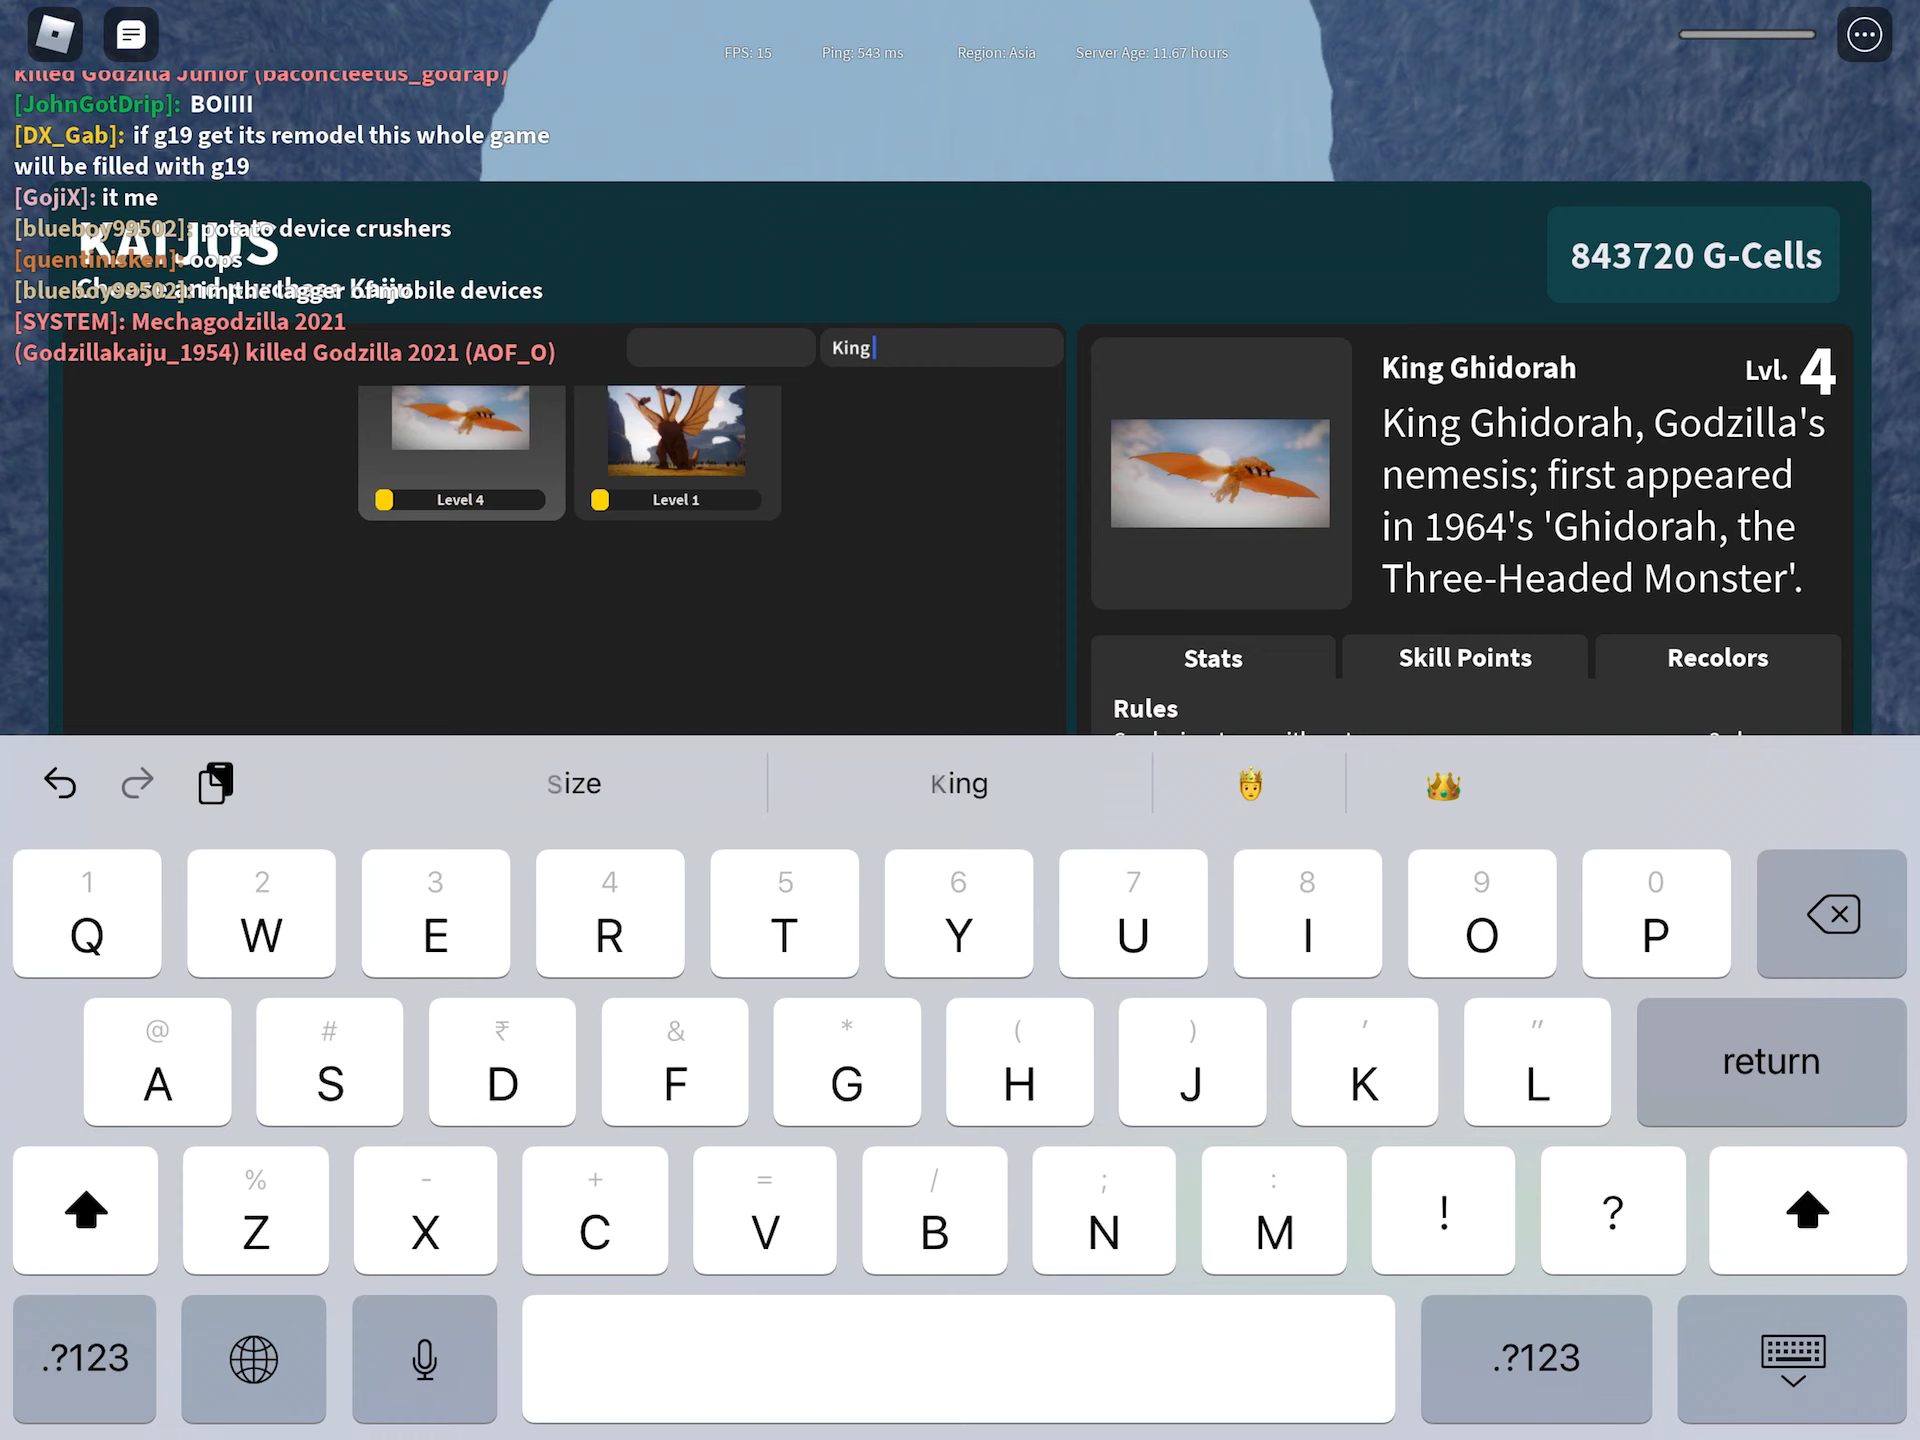 FPS: 15 Ping: 543 ms Region: Asia Server Age: 11.67 hours
killed Godzilla Junior (baconcleetus_godrap)
[JohnGotDrip]: BOIIII
[DX_Gab]: if g19 get its remodel this whole game
will be filled with g19
[GojiX]: it me
[blueboy99502]: potato device crushers
[quentinisken]: oops
[blueboy99502]: im the lagger of mobile devices
[SYSTEM]: Mechagodzilla 2021
(Godzillakaiju_1954) killed Godzilla 2021 (AOF_O)
KAIJUS
Choose and purchase Kaiju
843720 G-Cells
King
Level 4 Level 1
King Ghidorah Lvl. 4
King Ghidorah, Godzilla's
nemesis; first appeared
in 1964's 'Ghidorah, the
Three-Headed Monster'.
Stats Skill Points Recolors
Rules
Size King
1 2 3 4 5 6 7 8 9 0
Q W E R T Y U I O P
@ # ₹ & * ( ) ' "
A S D F G H J K L return
% - + = / ; :
Z X C V B N M ! ?
.?123 .?123